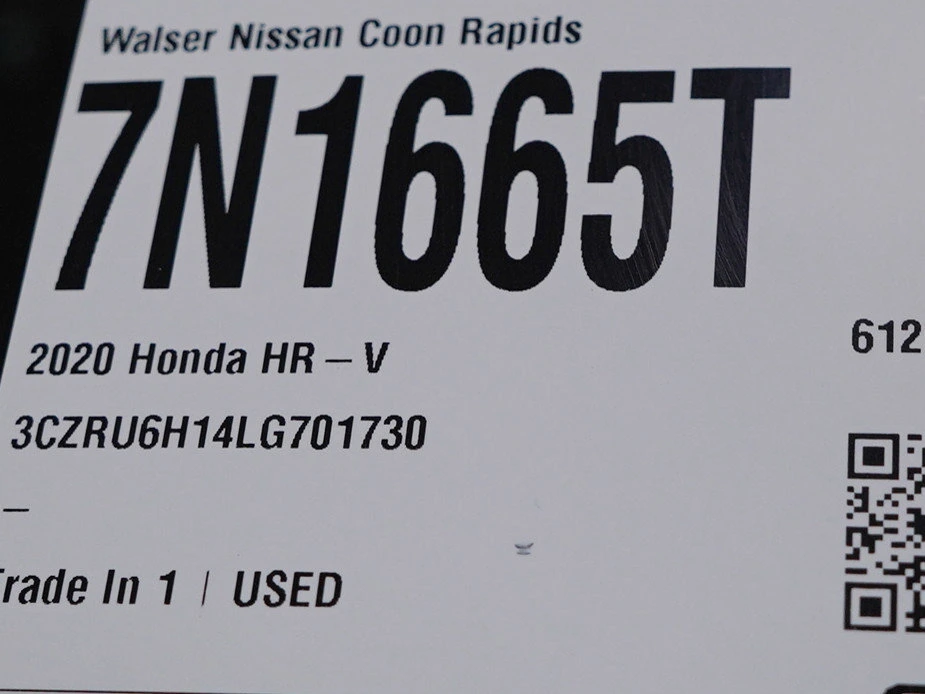 Walser Nissan Coon Rapids
7N1665T
2020 Honda HR – V
612
3CZRU6H14LG701730
–
Trade In 1 | USED